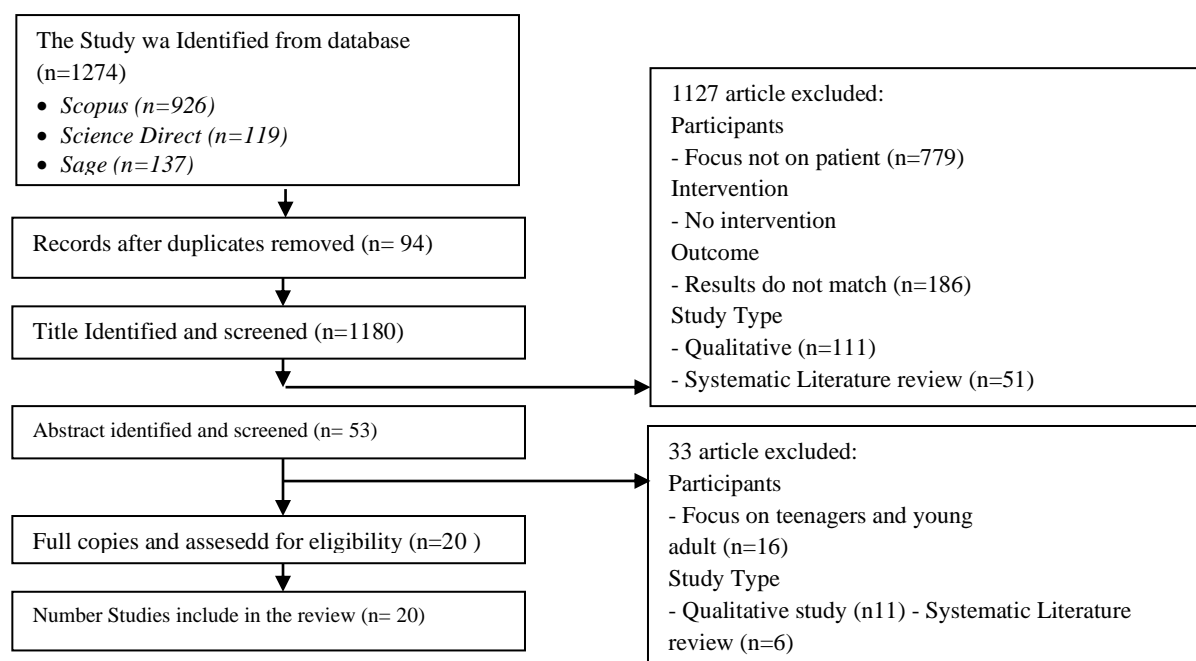 The Study wa Identified from database
(n=1274)
• Scopus (n=926)
• Science Direct (n=119)
• Sage (n=137)
Records after duplicates removed (n= 94)
Title Identified and screened (n=1180)
Abstract identified and screened (n= 53)
Full copies and assesedd for eligibility (n=20 )
Number Studies include in the review (n= 20)
1127 article excluded:
Participants
- Focus not on patient (n=779)
Intervention
- No intervention
Outcome
- Results do not match (n=186)
Study Type
- Qualitative (n=111)
- Systematic Literature review (n=51)
33 article excluded:
Participants
- Focus on teenagers and young
adult (n=16)
Study Type
- Qualitative study (n11) - Systematic Literature
review (n=6)